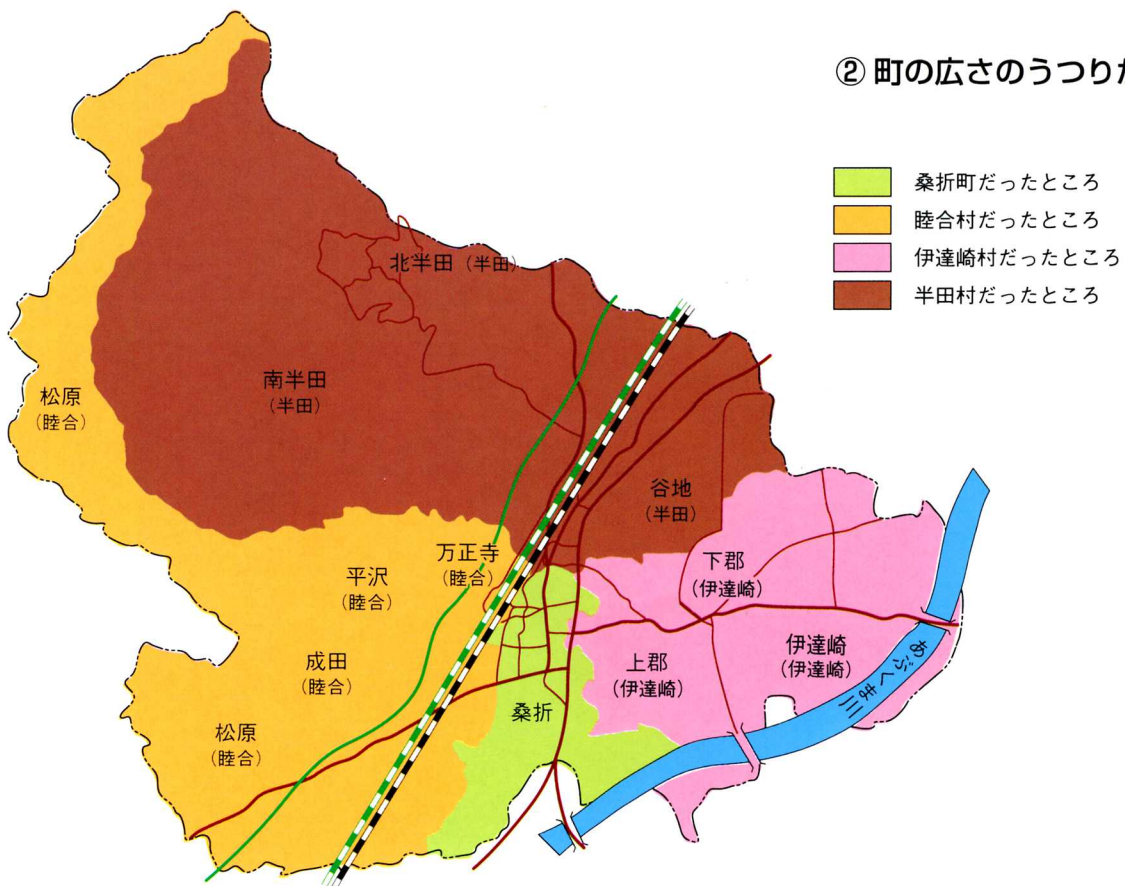 ② 町の広さのうつりか
桑折町だったところ
睦合村だったところ
伊達崎村だったところ
半田村だったところ
北半田(半田)
南半田
(半田)
松原
(睦合)
谷地
(半田)
万正寺
(睦合)
平沢
(睦合)
下郡
(伊達崎)
成田
(睦合)
上郡
(伊達崎)
伊達崎
(伊達崎)
桑折
松原
(睦合)
あぶくま川